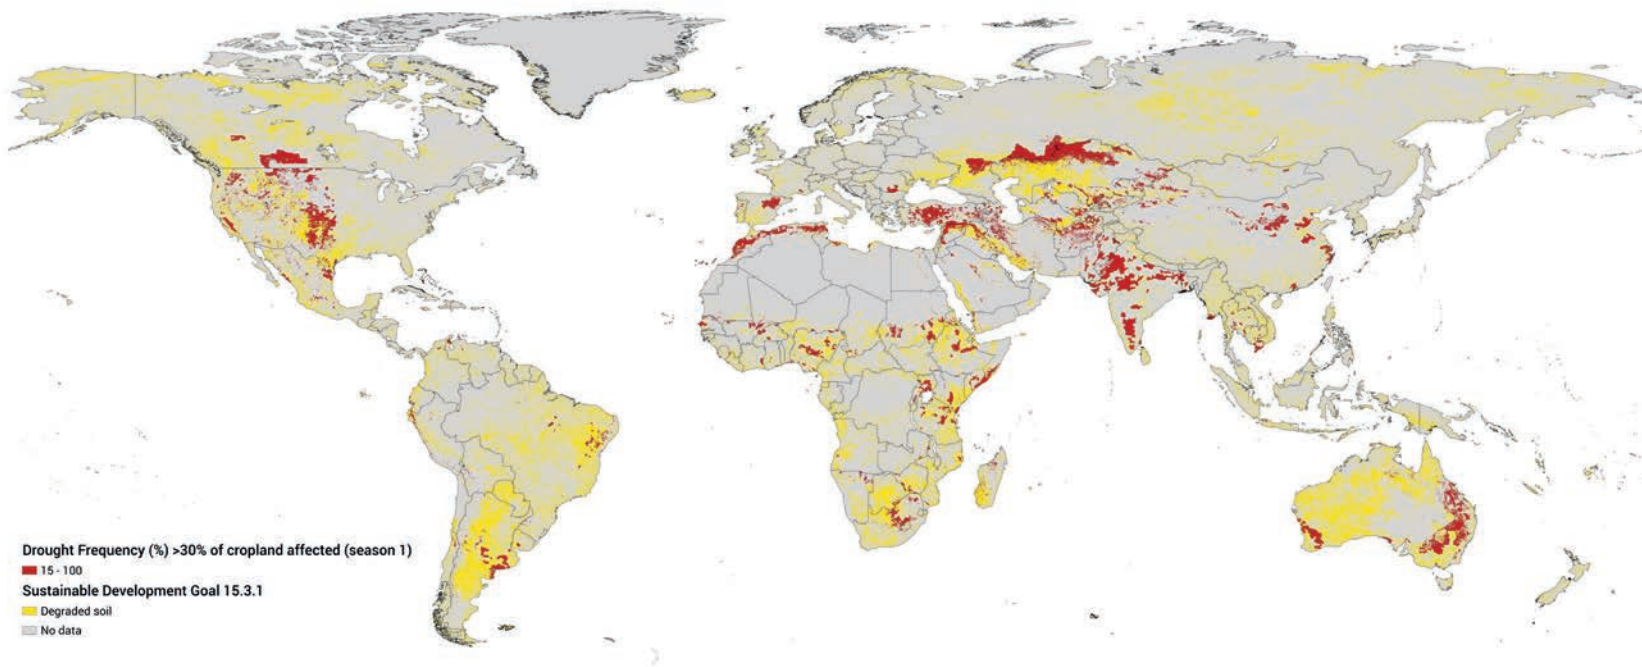 Drought Frequency (%) >30% of cropland affected (season 1)
15 - 100
Sustainable Development Goal 15.3.1
Degraded soil
No data